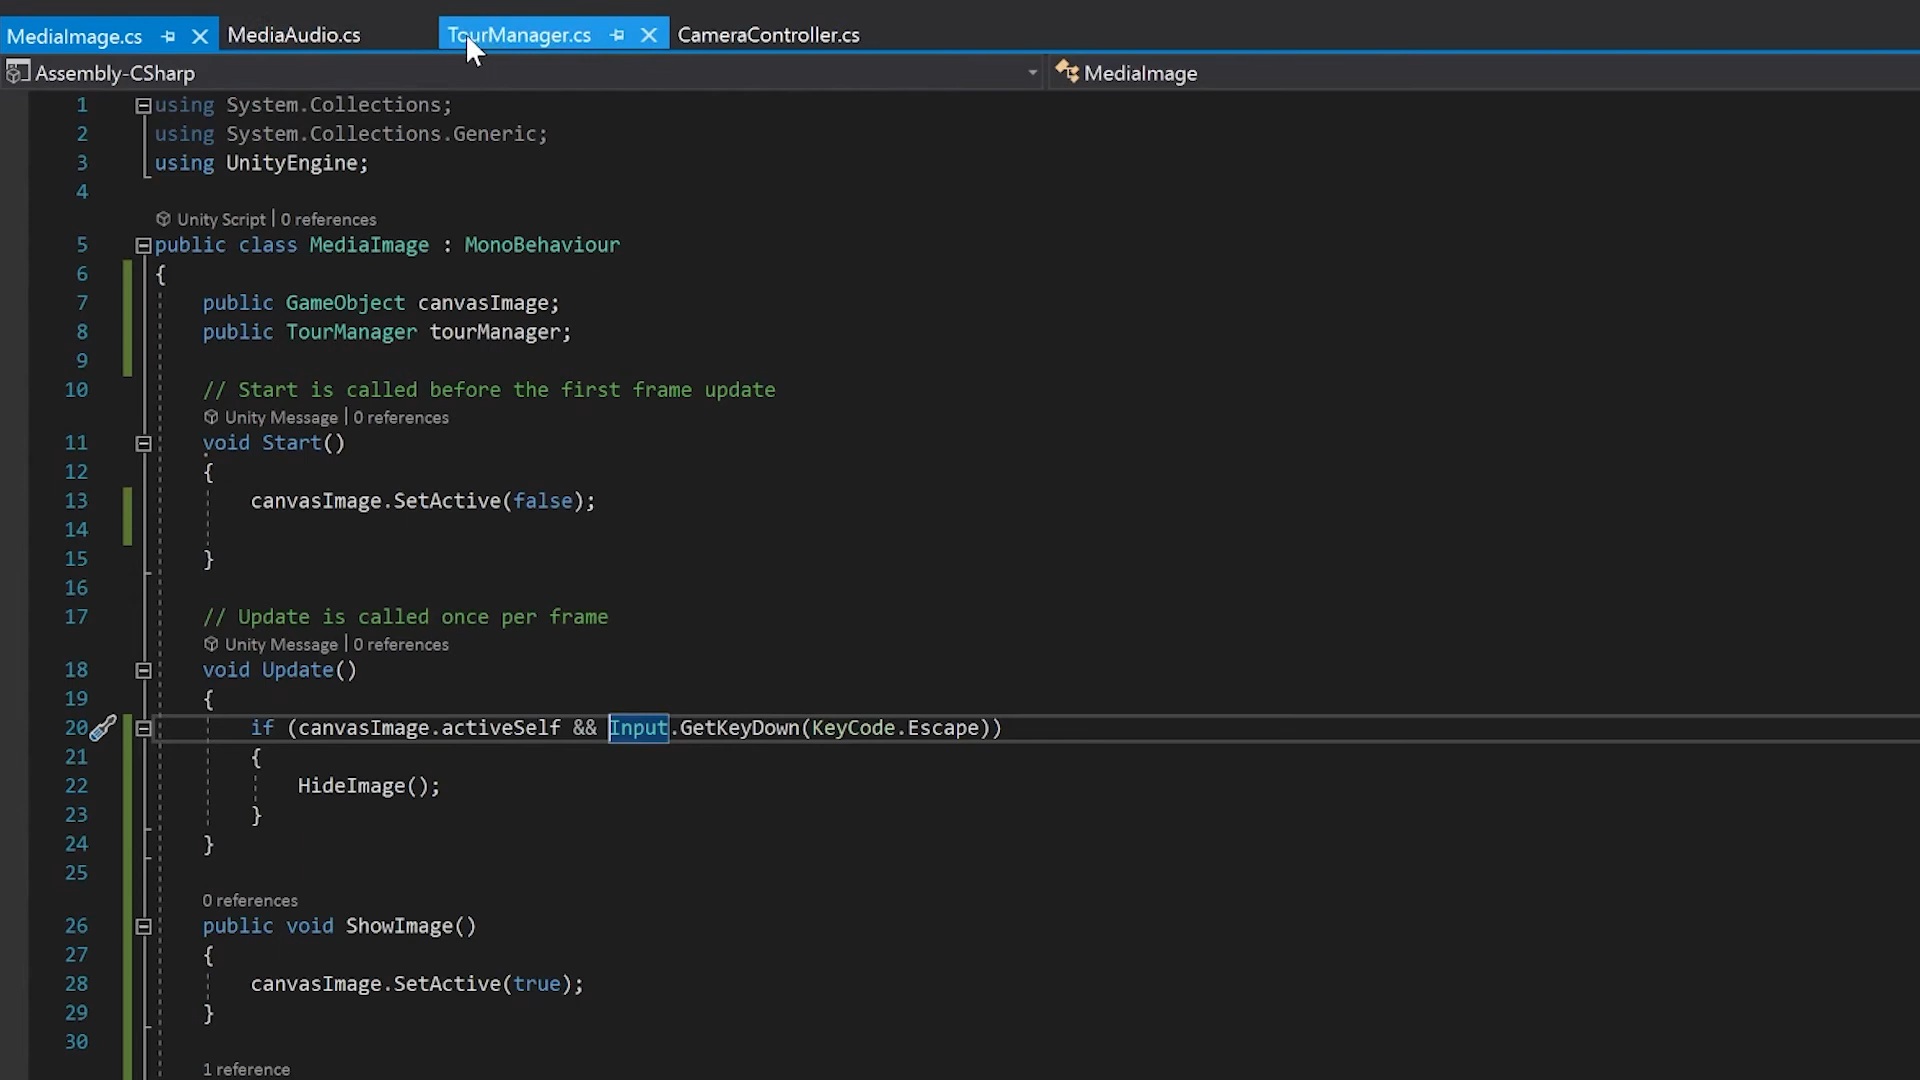 MediaImage.cs MediaAudio.cs TourManager.cs CameraController.cs
Assembly-CSharp MediaImage
1 using System.Collections;
2 using System.Collections.Generic;
3 using UnityEngine;
4
Unity Script | 0 references
5 public class MediaImage : MonoBehaviour
6 {
7 public GameObject canvasImage;
8 public TourManager tourManager;
9
10 // Start is called before the first frame update
Unity Message | 0 references
11 void Start()
12 {
13 canvasImage.SetActive(false);
14
15 }
16
17 // Update is called once per frame
Unity Message | 0 references
18 void Update()
19 {
20 if (canvasImage.activeSelf && Input.GetKeyDown(KeyCode.Escape))
21 {
22 HideImage();
23 }
24 }
25
0 references
26 public void ShowImage()
27 {
28 canvasImage.SetActive(true);
29 }
30
1 reference